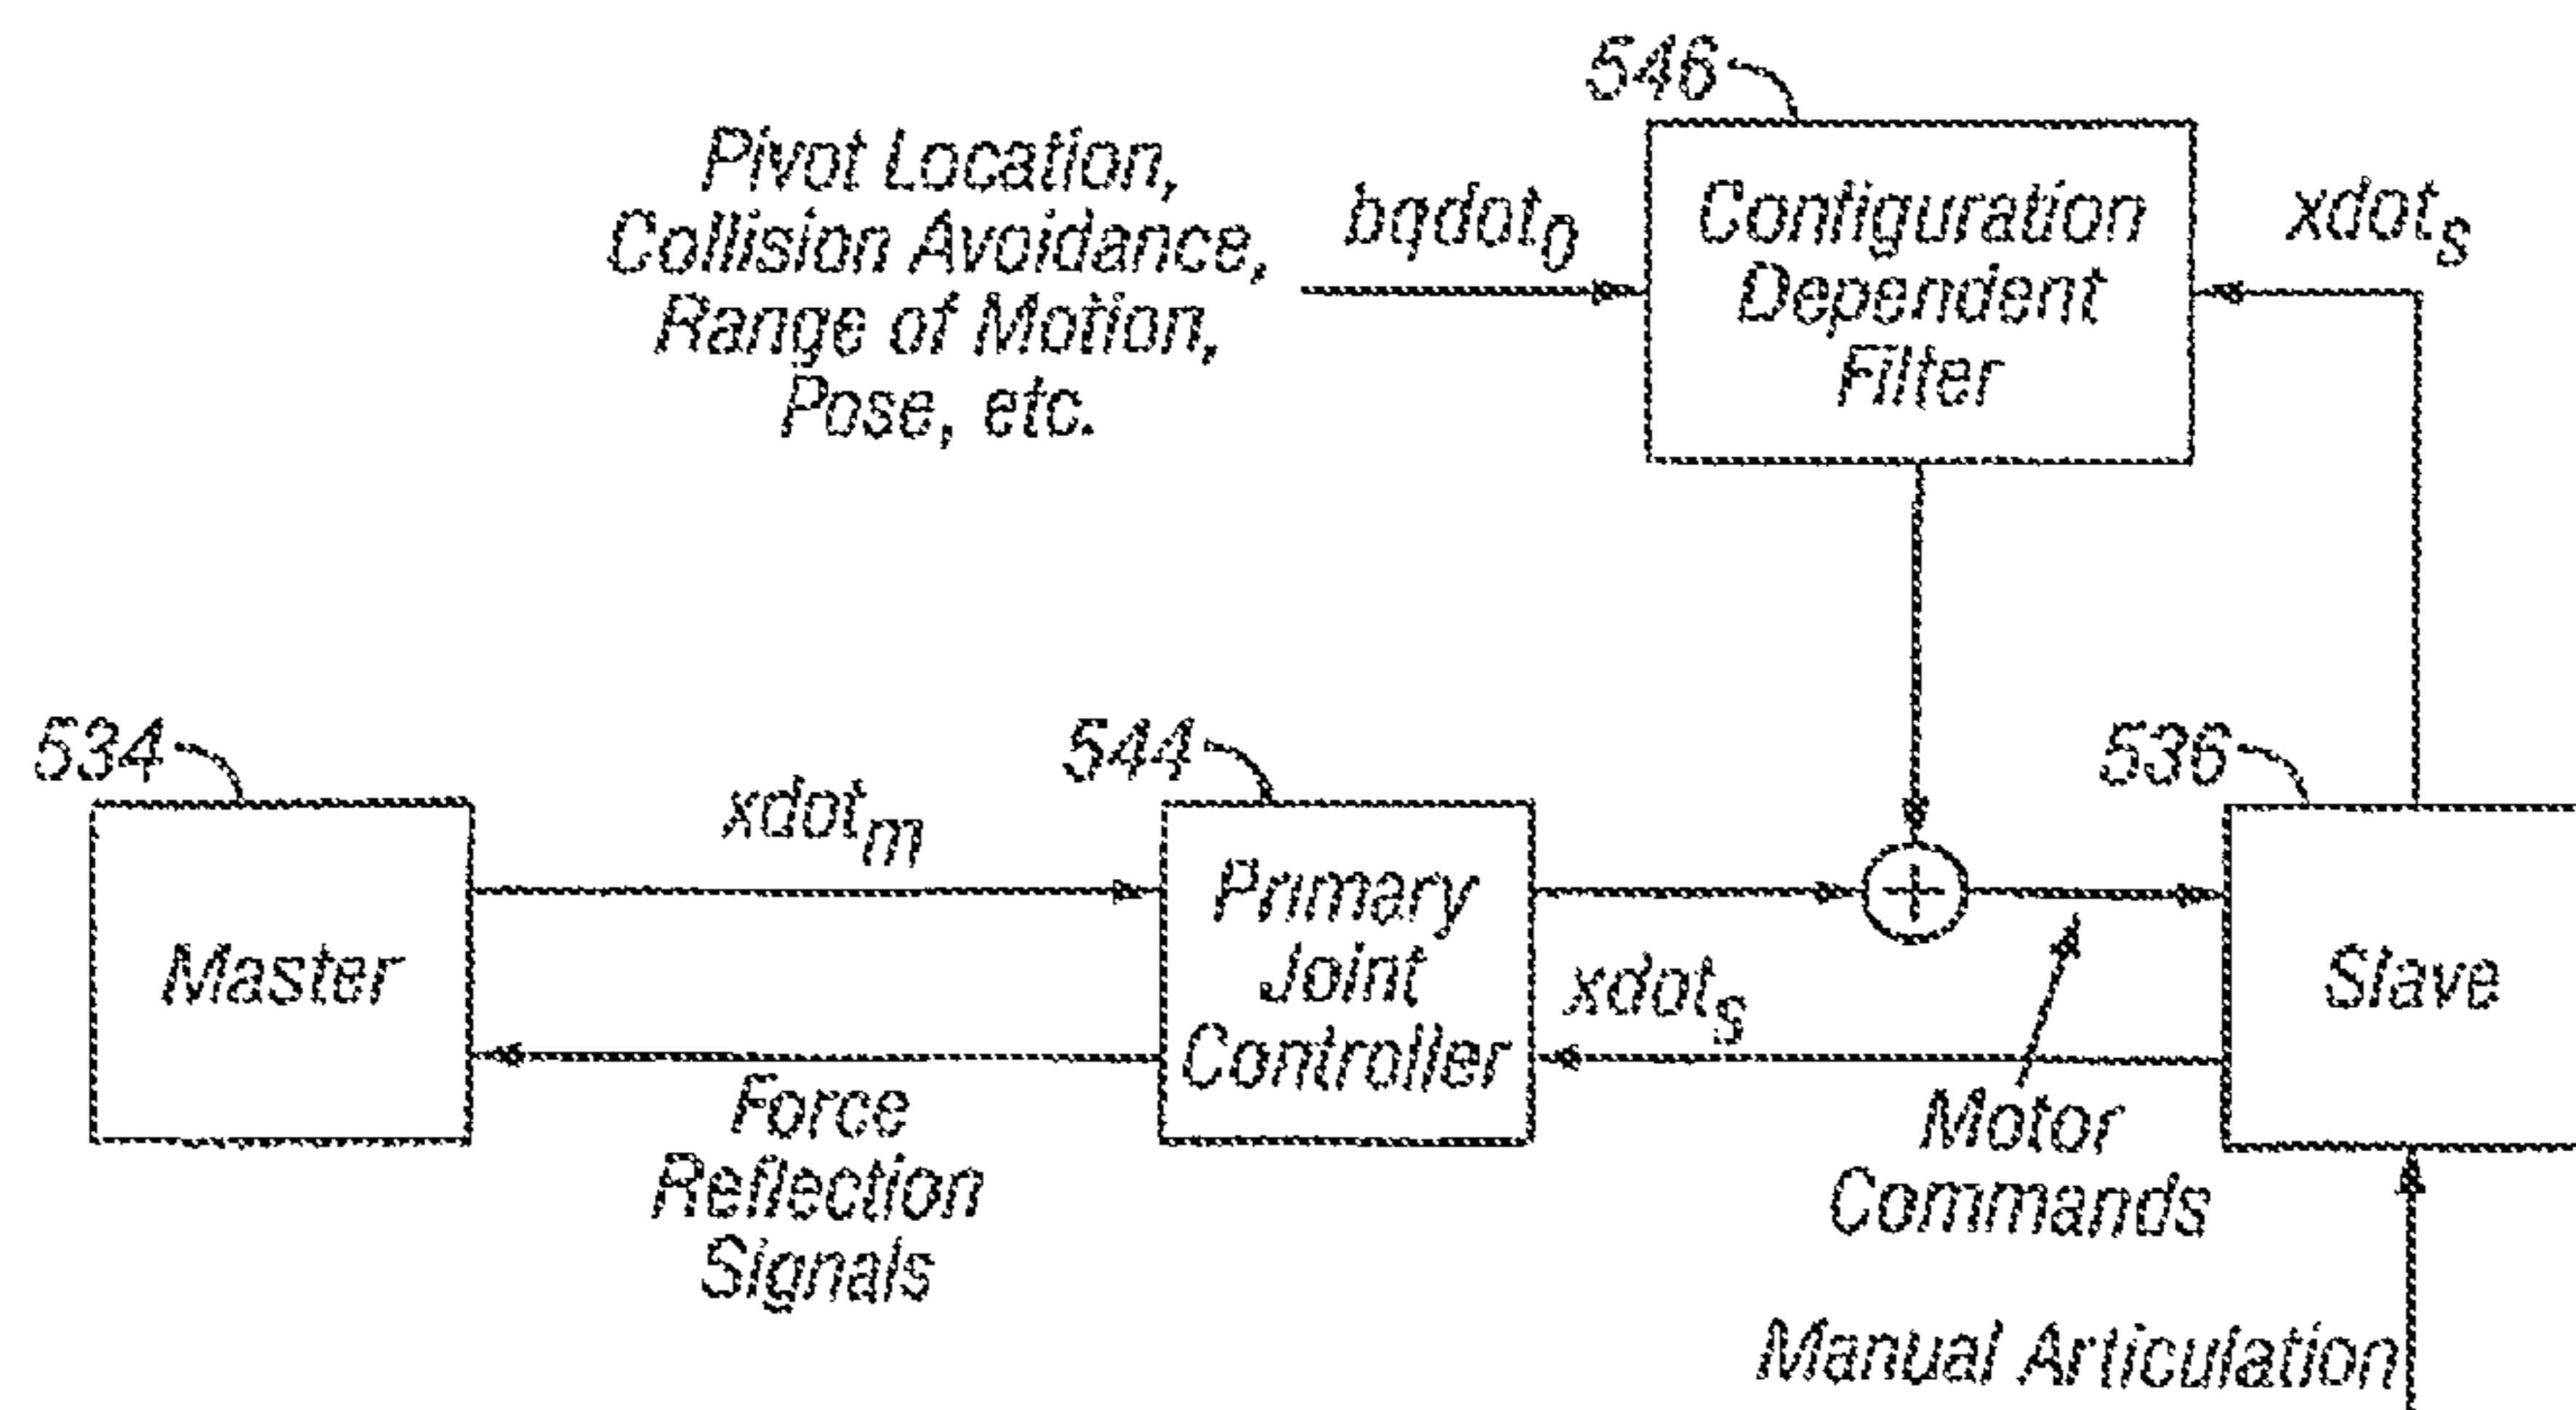 546
Pivot Location,
Collision Avoidance,
Range of Motion,
Pose, etc.
bqdot0
Configuration
Dependent
Filter
xdots
534
xdotm
544
536
Master
Primary
Joint
Controller
xdots
Slave
Force
Reflection
Signals
Motor
Commands
Manual Articulation